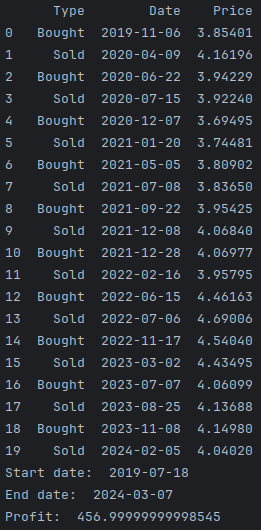 Type Date Price
0 Bought 2019-11-06 3.85401
1 Sold 2020-04-09 4.16196
2 Bought 2020-06-22 3.94229
3 Sold 2020-07-15 3.92240
4 Bought 2020-12-07 3.69495
5 Sold 2021-01-20 3.74481
6 Bought 2021-05-05 3.80902
7 Sold 2021-07-08 3.83650
8 Bought 2021-09-22 3.95425
9 Sold 2021-12-08 4.06840
10 Bought 2021-12-28 4.06977
11 Sold 2022-02-16 3.95795
12 Bought 2022-06-15 4.46163
13 Sold 2022-07-06 4.69006
14 Bought 2022-11-17 4.54040
15 Sold 2023-03-02 4.43495
16 Bought 2023-07-07 4.06099
17 Sold 2023-08-25 4.13688
18 Bought 2023-11-08 4.14980
19 Sold 2024-02-05 4.04020
Start date: 2019-07-18
End date: 2024-03-07
Profit: 456.99999999998545